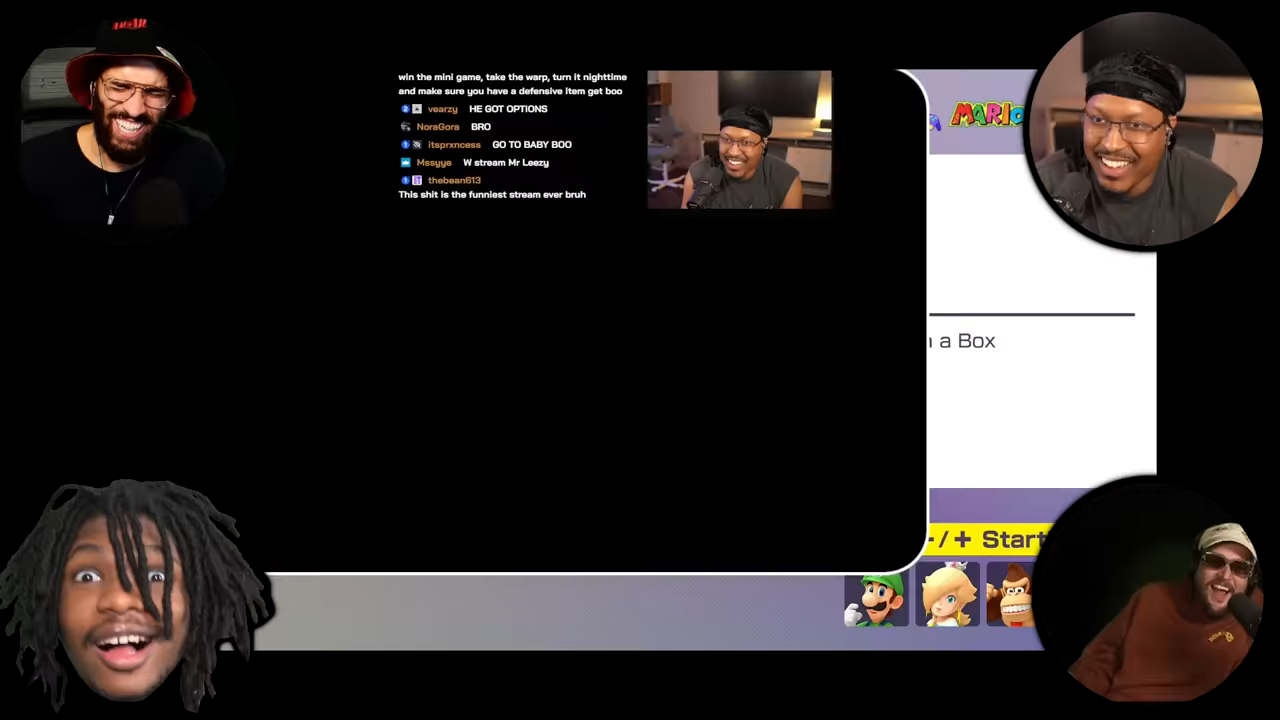 win the mini game, take the warp, turn it nighttime
and make sure you have a defensive item get boo
vearzy HE GOT OPTIONS
NoraGora BRO
itsprxncess GO TO BABY BOO
Mssyye W stream Mr Leezy
thebean613
This shit is the funniest stream ever bruh
MARIO
a Box
/+ Start